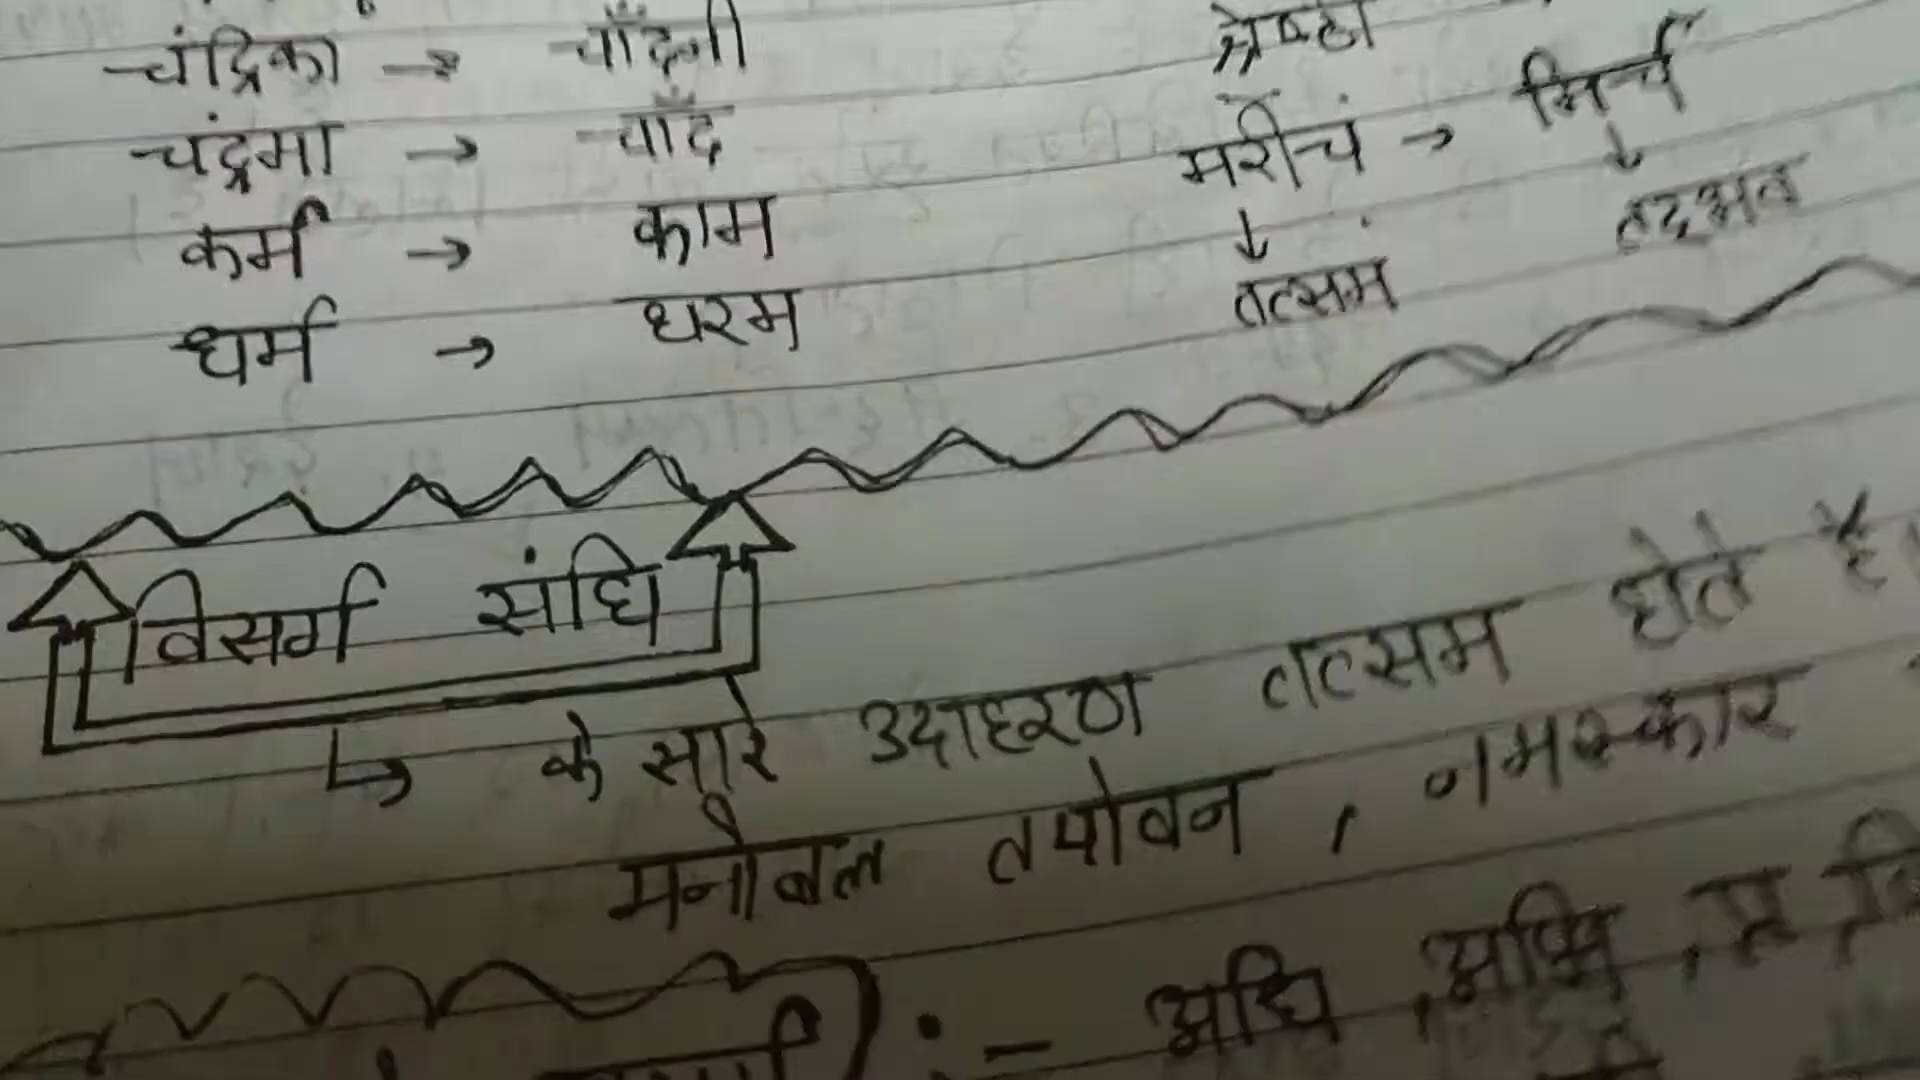 चंद्रिका → चाँदनी
श्रेष्ठी
चंद्रमा → चाँद
मरीचं → मिर्च
कर्म → काम
↓ ↓
तत्सम तद्भव
धर्म → धरम
विसर्ग संधि
↳ के सारे उदाहरण तत्सम होते है।
मनोबल तपोवन , नमस्कार
:- अधि , अभि , प्र ,